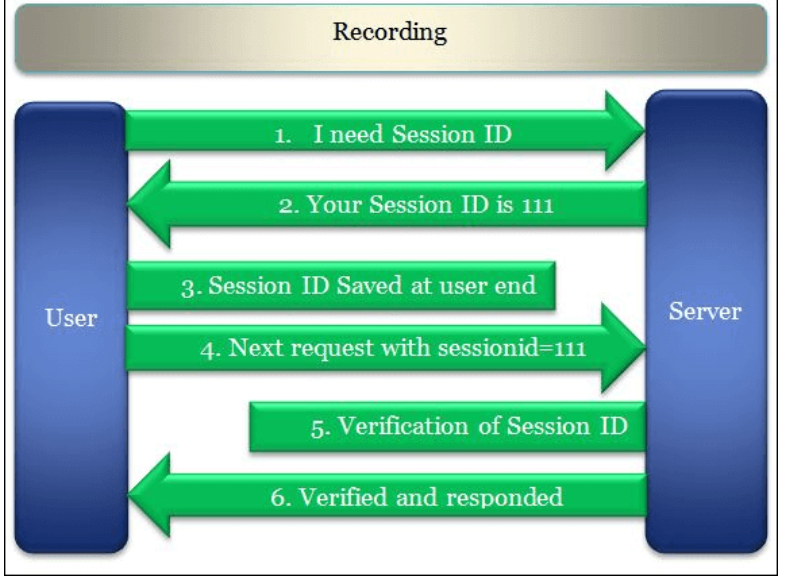 Recording
1. I need Session ID
2. Your Session ID is 111
3. Session ID Saved at user end
User
Server
4. Next request with sessionid=111
5. Verification of Session ID
6. Verified and responded